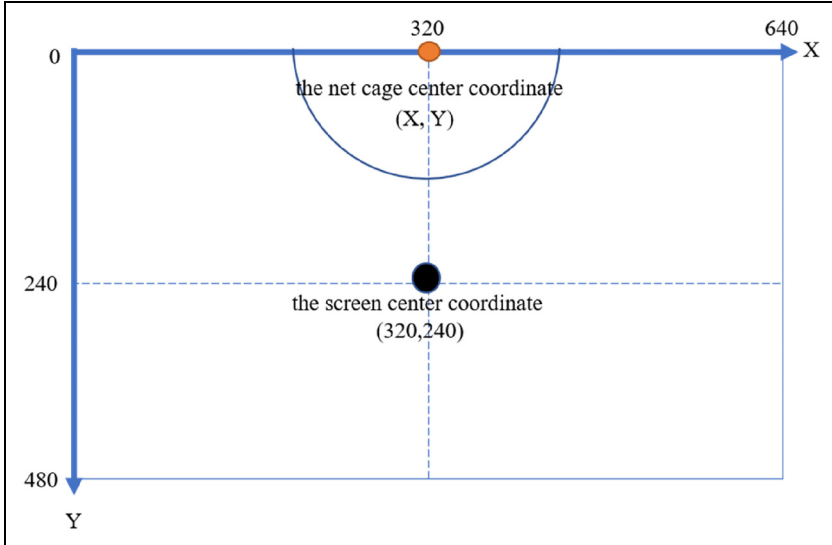 320
640
0
X
the net cage center coordinate
(X, Y)
240
the screen center coordinate
(320,240)
480
Y